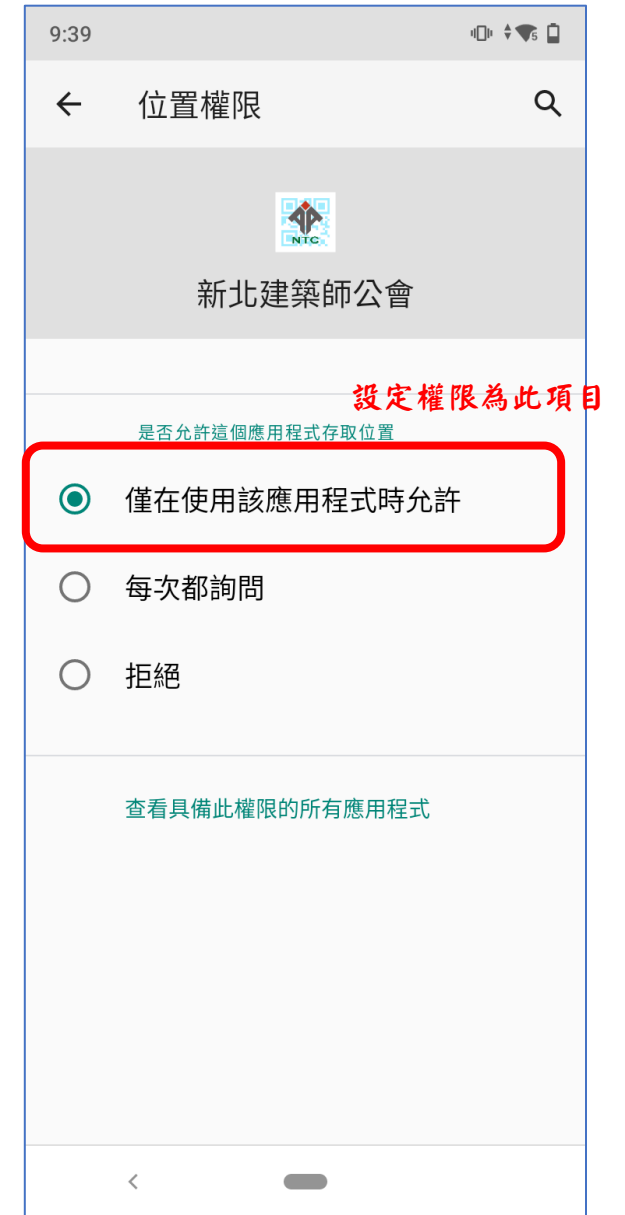 9:39
5
位置權限
NTC
新北建築師公會
設定權限為此項目
是否允許這個應用程式存取位置
僅在使用該應用程式時允許
每次都詢問
拒絕
查看具備此權限的所有應用程式